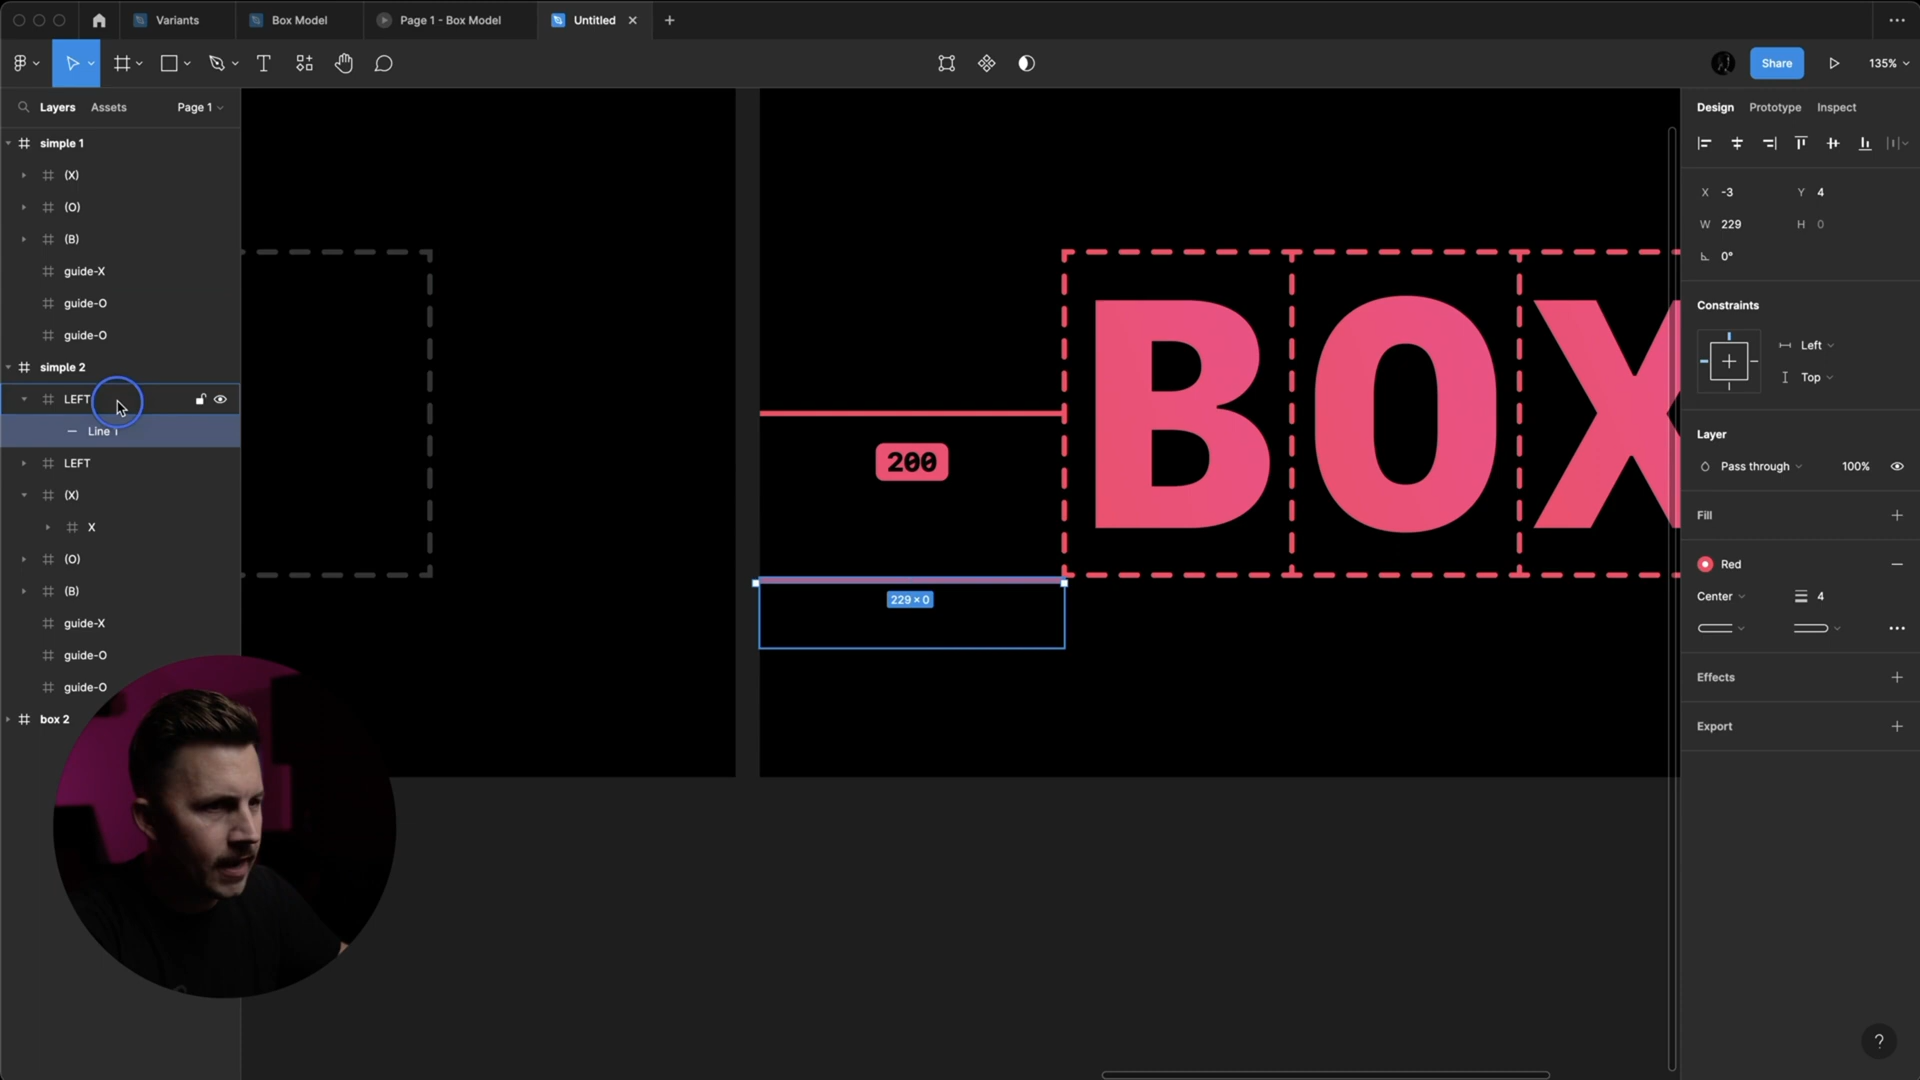 Variants
Box Model
Page 1 - Box Model
Untitled
Share
135%
Layers
Assets
Page 1
simple 1
(X)
(O)
(B)
guide-X
guide-O
guide-O
simple 2
LEFT
Line 1
LEFT
(X)
X
(O)
(B)
guide-X
guide-O
guide-O
box 2
BOX
200
229 × 0
Design
Prototype
Inspect
X -3
Y 4
W 229
H 0
0°
Constraints
Left
Top
Layer
Pass through
100%
Fill
Red
Center
4
Effects
Export
?